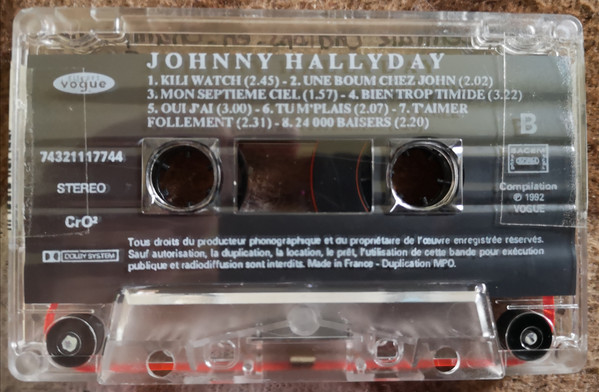 JOHNNY HALLYDAY
1. KILI WATCH (2.45) - 2. UNE BOUM CHEZ JOHN (2.02)
3. MON SEPTIEME CIEL (1.57) - 4. BIEN TROP TIMIDE (3.22)
5. OUI J'AI (3.00) - 6. TU M'PLAIS (2.07) - 7. T'AIMER
FOLLEMENT (2.31) - 8. 24 000 BAISERS (2.20)
vogue
B
74321117744
STEREO
CrO²
DOLBY SYSTEM
SACEM
Compilation
℗ 1992
VOGUE
Tous droits du producteur phonographique et du propriétaire de l'œuvre enregistrée réservés.
Sauf autorisation, la duplication, la location, le prêt, l'utilisation de cette bande pour exécution
publique et radiodiffusion sont interdits. Made in France - Duplication MPO.